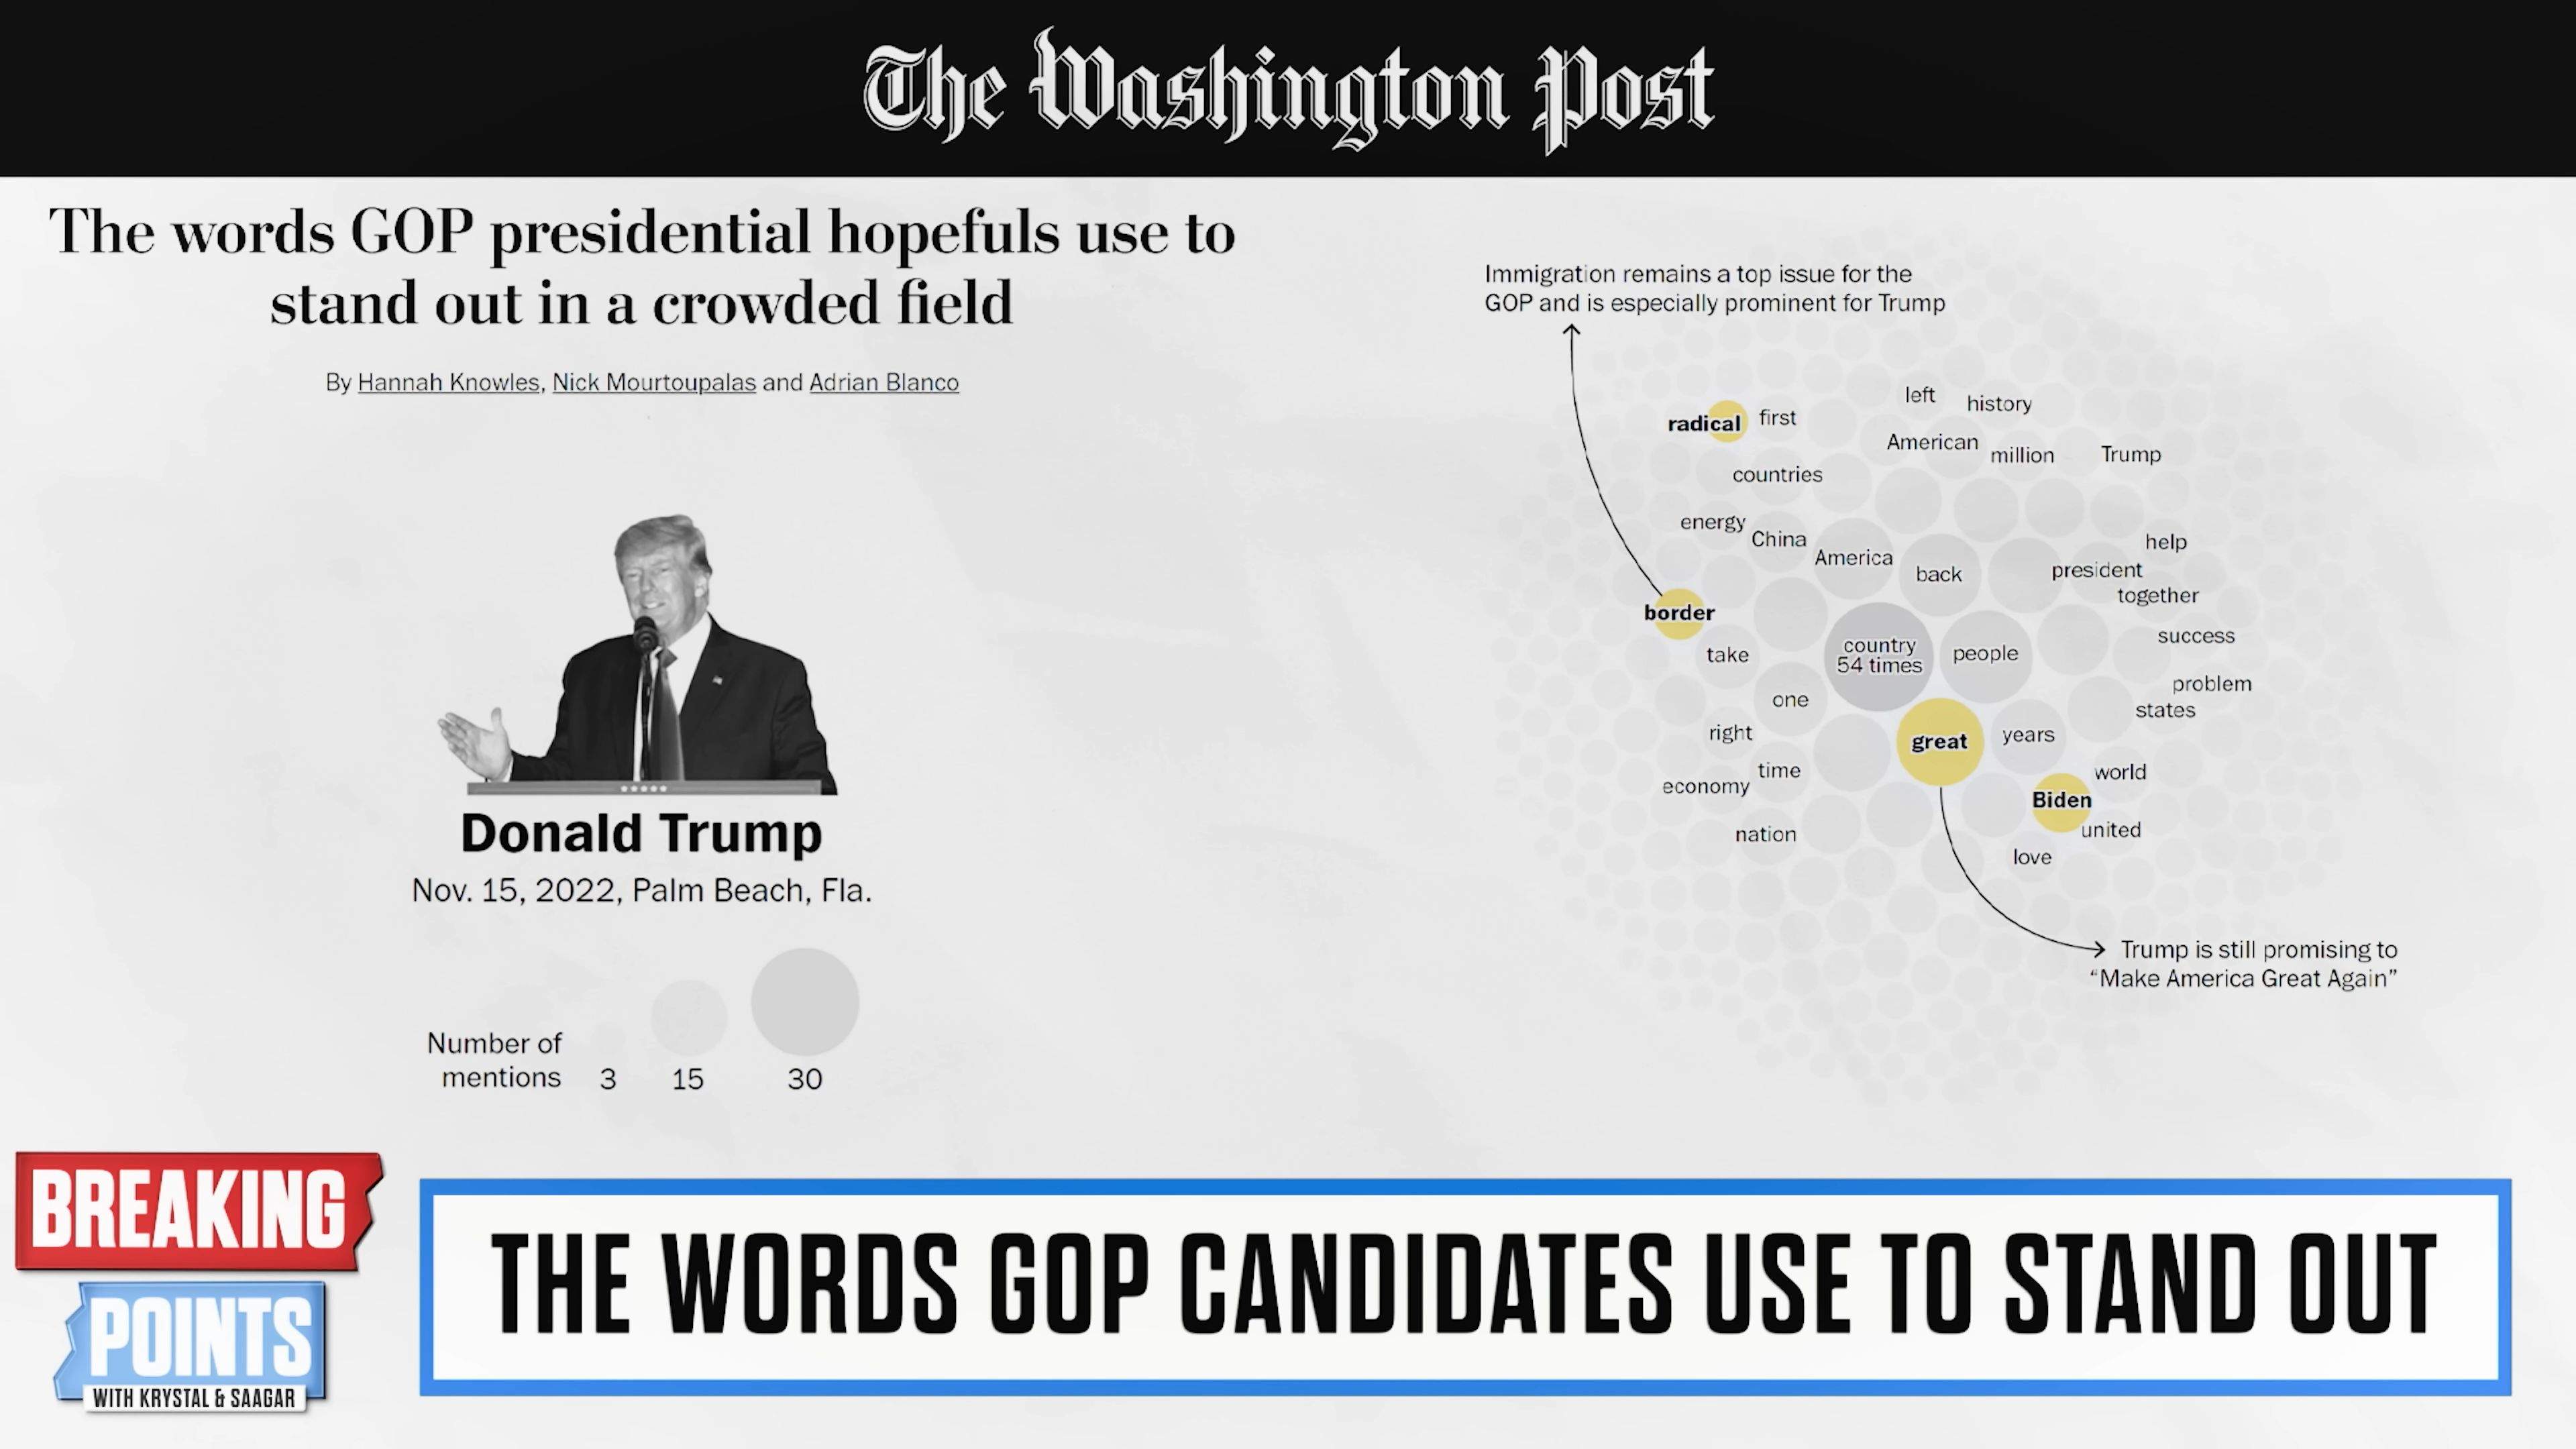 The Washington Post
The words GOP presidential hopefuls use to
stand out in a crowded field
By Hannah Knowles, Nick Mourtoupalas and Adrian Blanco
Donald Trump
Nov. 15, 2022, Palm Beach, Fla.
Number of
mentions 3 15 30
Immigration remains a top issue for the
GOP and is especially prominent for Trump
left
history
radical
first
American
million
Trump
countries
energy
China
America
back
help
president
together
border
take
country
54 times
people
success
problem
states
one
right
great
years
time
economy
world
Biden
united
nation
love
Trump is still promising to
“Make America Great Again”
BREAKING
POINTS
WITH KRYSTAL & SAAGAR
THE WORDS GOP CANDIDATES USE TO STAND OUT